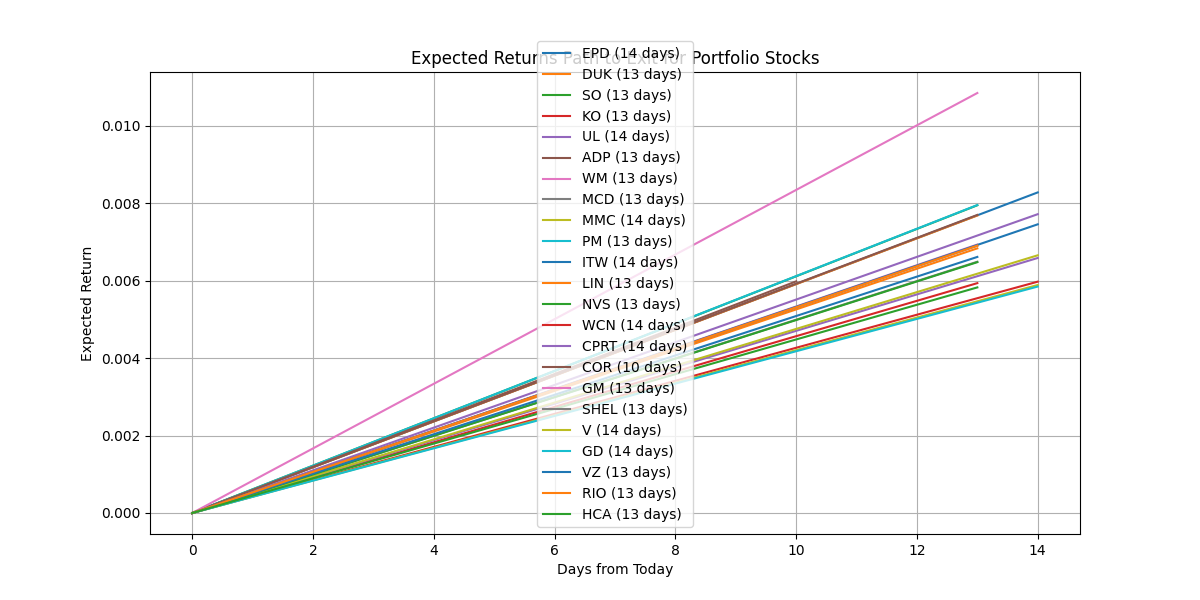 Expected Returns Path to Exit for Portfolio Stocks
EPD (14 days)
DUK (13 days)
SO (13 days)
KO (13 days)
UL (14 days)
ADP (13 days)
WM (13 days)
MCD (13 days)
MMC (14 days)
PM (13 days)
ITW (14 days)
LIN (13 days)
NVS (13 days)
WCN (14 days)
CPRT (14 days)
COR (10 days)
GM (13 days)
SHEL (13 days)
V (14 days)
GD (14 days)
VZ (13 days)
RIO (13 days)
HCA (13 days)
Expected Return
0.010
0.008
0.006
0.004
0.002
0.000
0 2 4 6 8 10 12 14
Days from Today